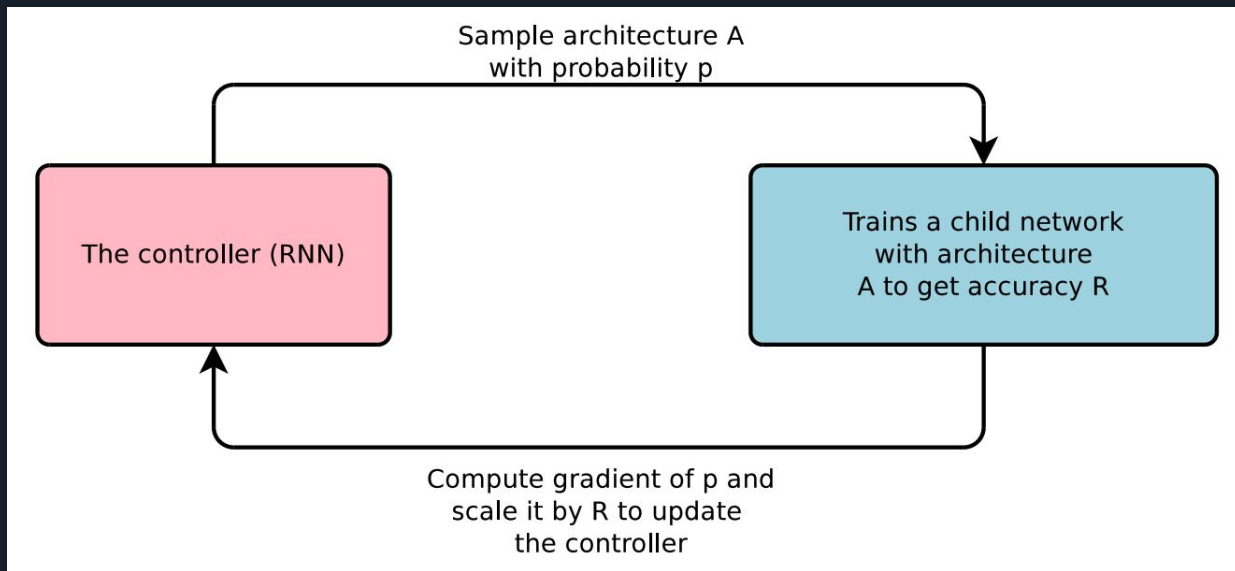 Sample architecture A
with probability p
The controller (RNN)
Trains a child network
with architecture
A to get accuracy R
Compute gradient of p and
scale it by R to update
the controller